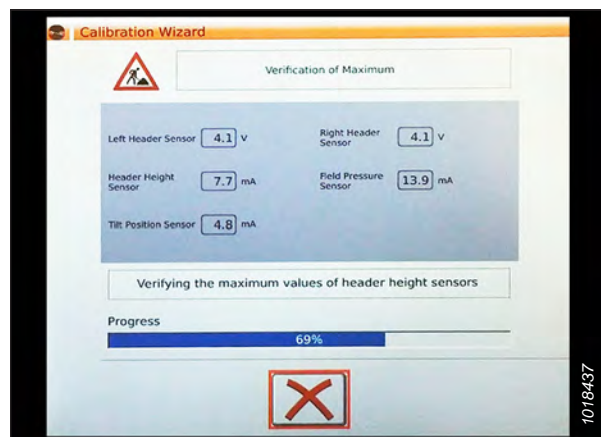 Calibration Wizard
Verification of Maximum
Left Header Sensor 4.1 V
Right Header
Sensor 4.1 V
Header Height
Sensor 7.7 mA
Field Pressure
Sensor 13.9 mA
Tilt Position Sensor 4.8 mA
Verifying the maximum values of header height sensors
Progress
69%
1018437